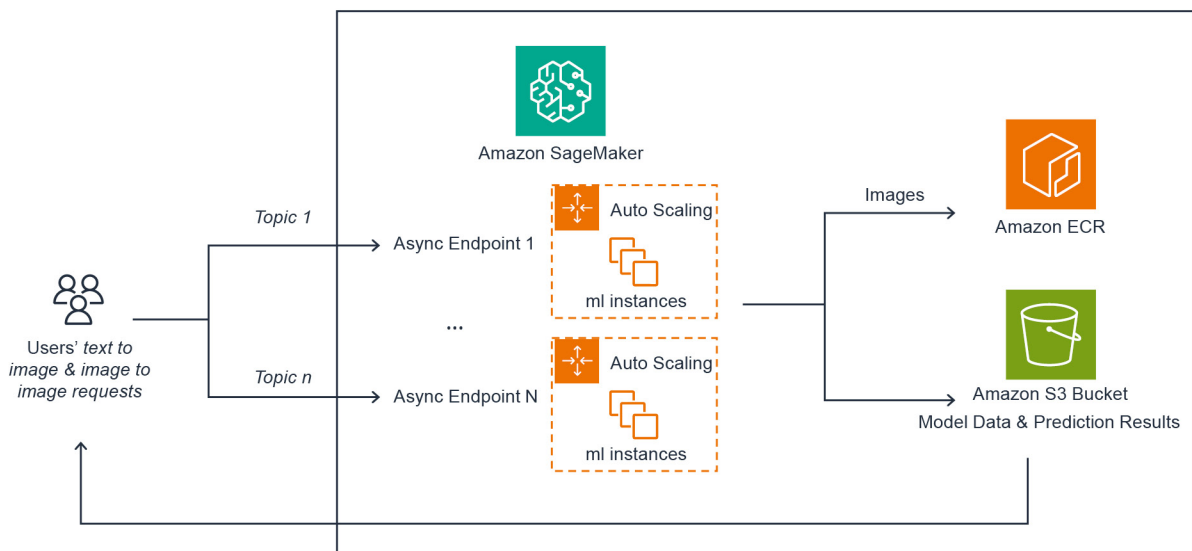 Amazon SageMaker
Images
Amazon ECR
Topic 1
Async Endpoint 1
Auto Scaling
ml instances
...
Users' text to
image & image to
image requests
Topic n
Async Endpoint N
Auto Scaling
ml instances
Amazon S3 Bucket
Model Data & Prediction Results